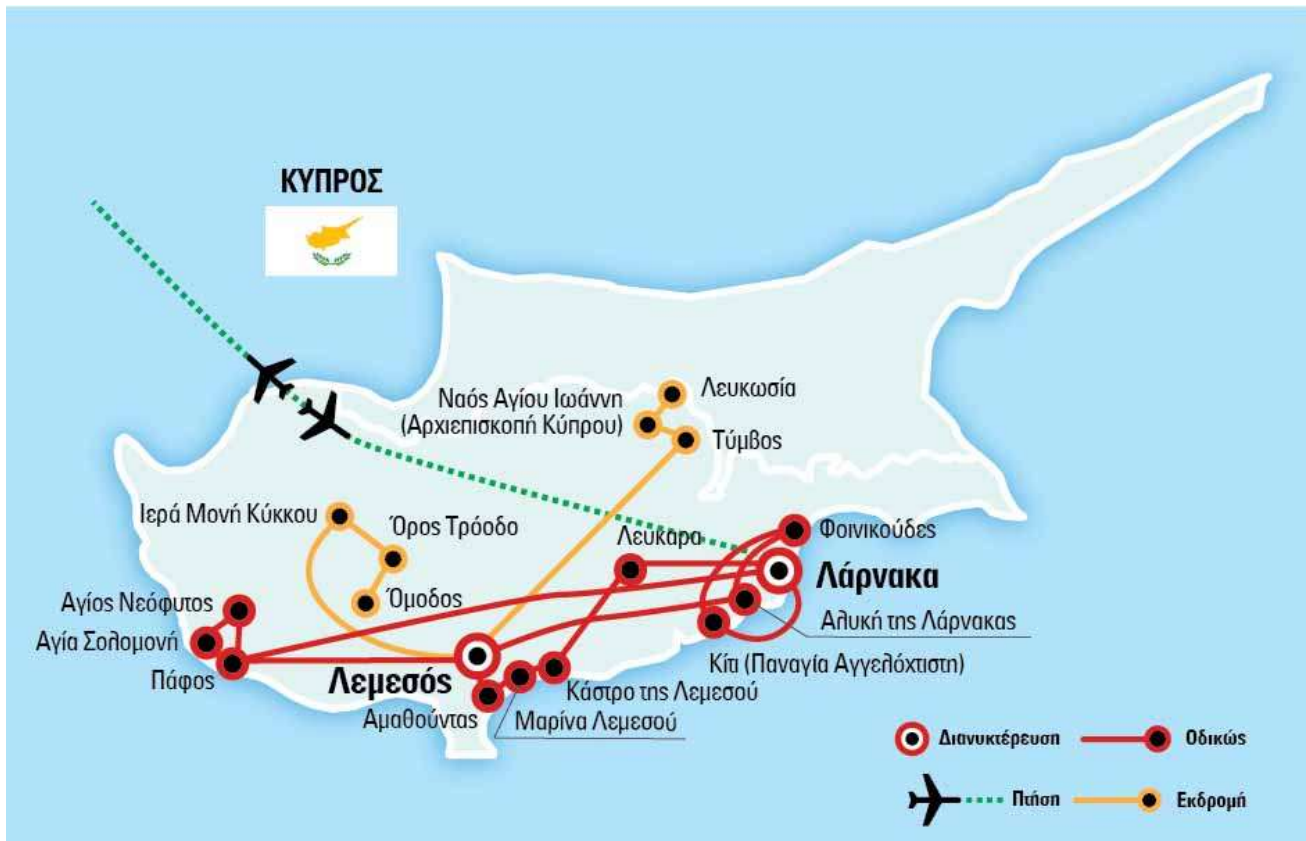 ΚΥΠΡΟΣ
Λευκωσία
Ναός Αγίου Ιωάννη
(Αρχιεπισκοπή Κύπρου)
Τύμβος
Ιερά Μονή Κύκκου
Όρος Τρόοδο
Όμοδος
Λεύκαρα
Φοινικούδες
Λάρνακα
Αλυκή της Λάρνακας
Κίτι (Παναγία Αγγελόχτιστη)
Αγίος Νεόφυτος
Αγία Σολομονή
Πάφος
Λεμεσός
Αμαθούντας
Κάστρο της Λεμεσού
Μαρίνα Λεμεσού
Διανυκτέρευση
Οδικώς
Πτήση
Εκδρομή